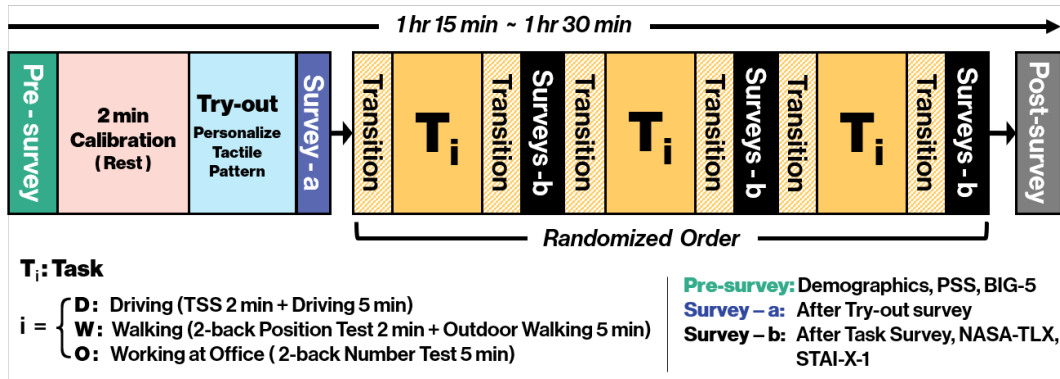 1 hr 15 min ~ 1 hr 30 min
Pre - survey
2 min
Calibration
( Rest )
Try-out
Personalize
Tactile
Pattern
Survey - a
Transition
Ti
Transition
Surveys - b
Transition
Ti
Transition
Surveys - b
Transition
Ti
Transition
Surveys - b
Post-survey
Randomized Order
Ti: Task
i =
D: Driving (TSS 2 min + Driving 5 min)
W: Walking (2-back Position Test 2 min + Outdoor Walking 5 min)
O: Working at Office ( 2-back Number Test 5 min)
Pre-survey: Demographics, PSS, BIG-5
Survey – a: After Try-out survey
Survey – b: After Task Survey, NASA-TLX,
STAI-X-1